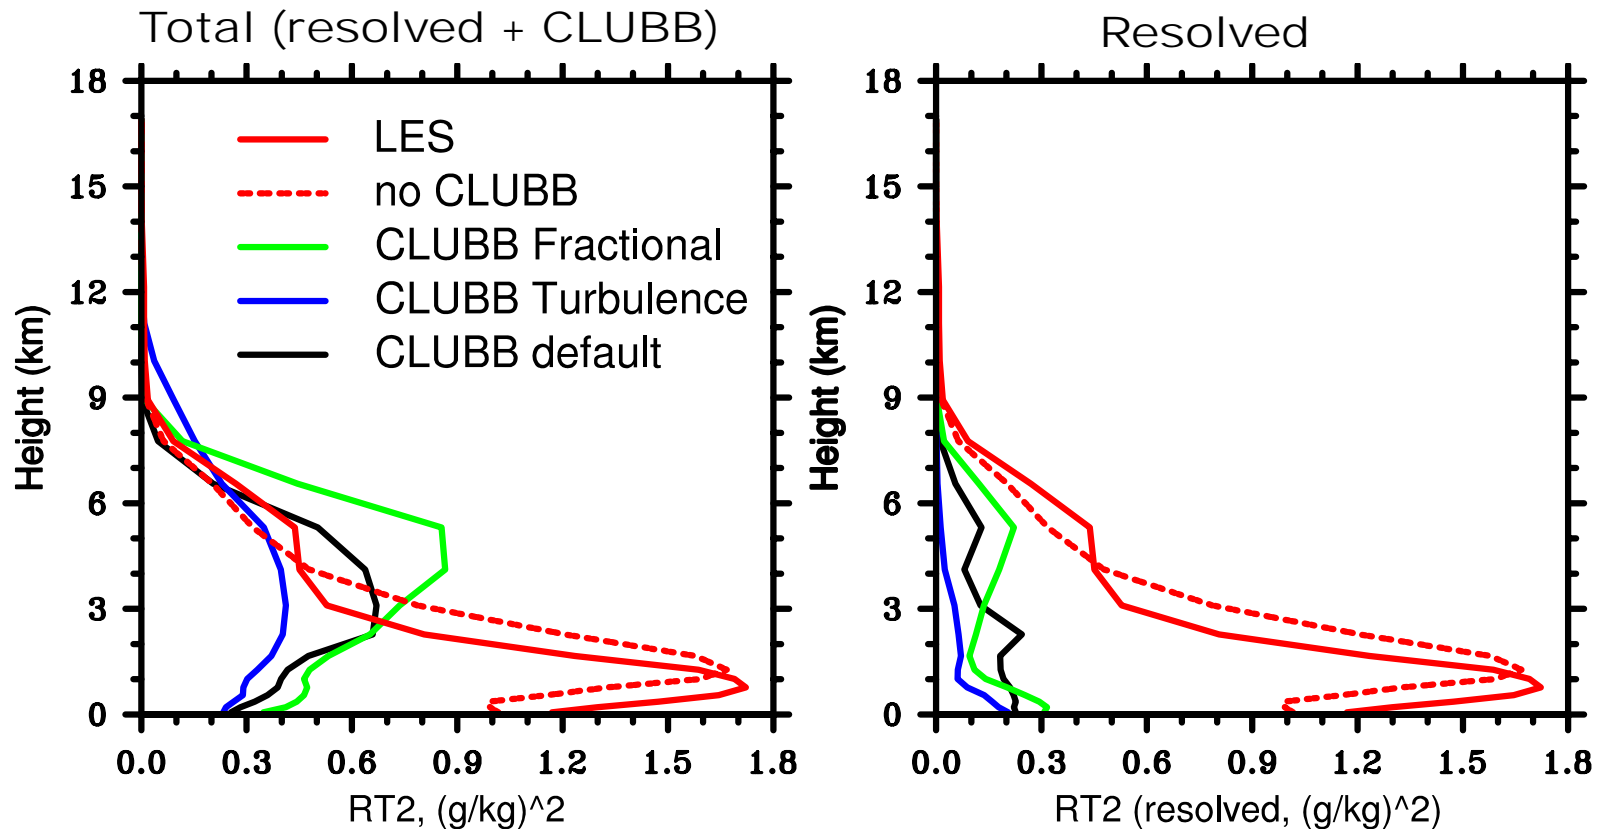 Total (resolved + CLUBB)
Resolved
18
15
12
9
6
3
0
Height (km)
LES
no CLUBB
CLUBB Fractional
CLUBB Turbulence
CLUBB default
0.0 0.3 0.6 0.9 1.2 1.5 1.8
RT2, (g/kg)^2
18
15
12
9
6
3
0
Height (km)
0.0 0.3 0.6 0.9 1.2 1.5 1.8
RT2 (resolved, (g/kg)^2)